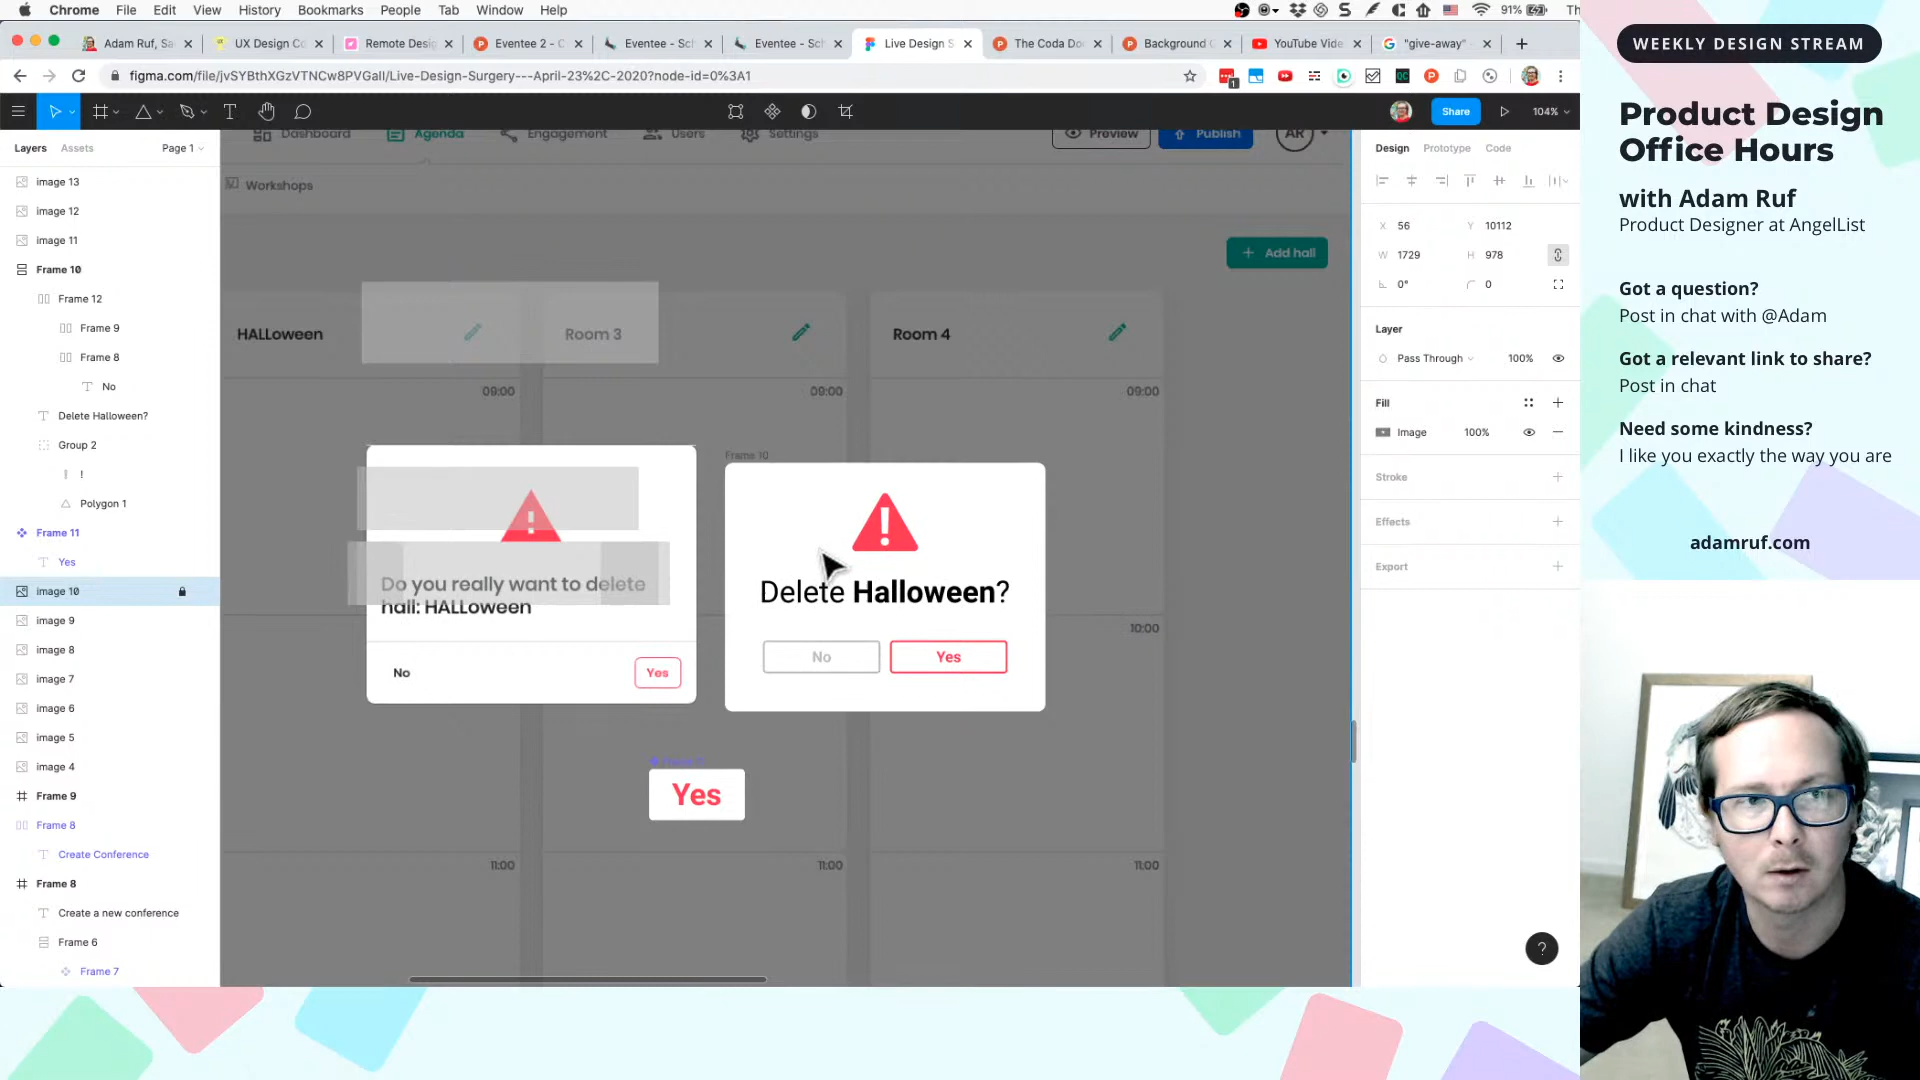 Chrome File Edit View History Bookmarks People Tab Window Help
91%
Adam Ruf, Sa
UX Design Co
Remote Desig
Eventee 2 - C
Eventee - Sch
Eventee - Sch
Live Design S
The Coda Do
Background C
YouTube Vide
"give-away"
figma.com/file/jvSYBthXGzVTNCw8PVGaII/Live-Design-Surgery---April-23%2C-2020?node-id=0%3A1
Share
104%
Layers Assets Page 1
image 13
image 12
image 11
Frame 10
Frame 12
Frame 9
Frame 8
No
Delete Halloween?
Group 2
!
Polygon 1
Frame 11
Yes
image 10
image 9
image 8
image 7
image 6
image 5
image 4
Frame 9
Frame 8
Create Conference
Frame 8
Create a new conference
Frame 6
Frame 7
Dashboard Agenda Engagement Users Settings Preview Publish AR
Workshops
+ Add hall
HALLoween Room 3 Room 4
09:00 09:00 09:00
Do you really want to delete
hall: HALLoween
No Yes
Frame 10
!
Delete Halloween?
No Yes
10:00
Yes
11:00 11:00 11:00
Design Prototype Code
X 56 Y 10112
W 1729 H 978
0° 0
Layer
Pass Through 100%
Fill
Image 100%
Stroke
Effects
Export
?
WEEKLY DESIGN STREAM
Product Design
Office Hours
with Adam Ruf
Product Designer at AngelList
Got a question?
Post in chat with @Adam
Got a relevant link to share?
Post in chat
Need some kindness?
I like you exactly the way you are
adamruf.com